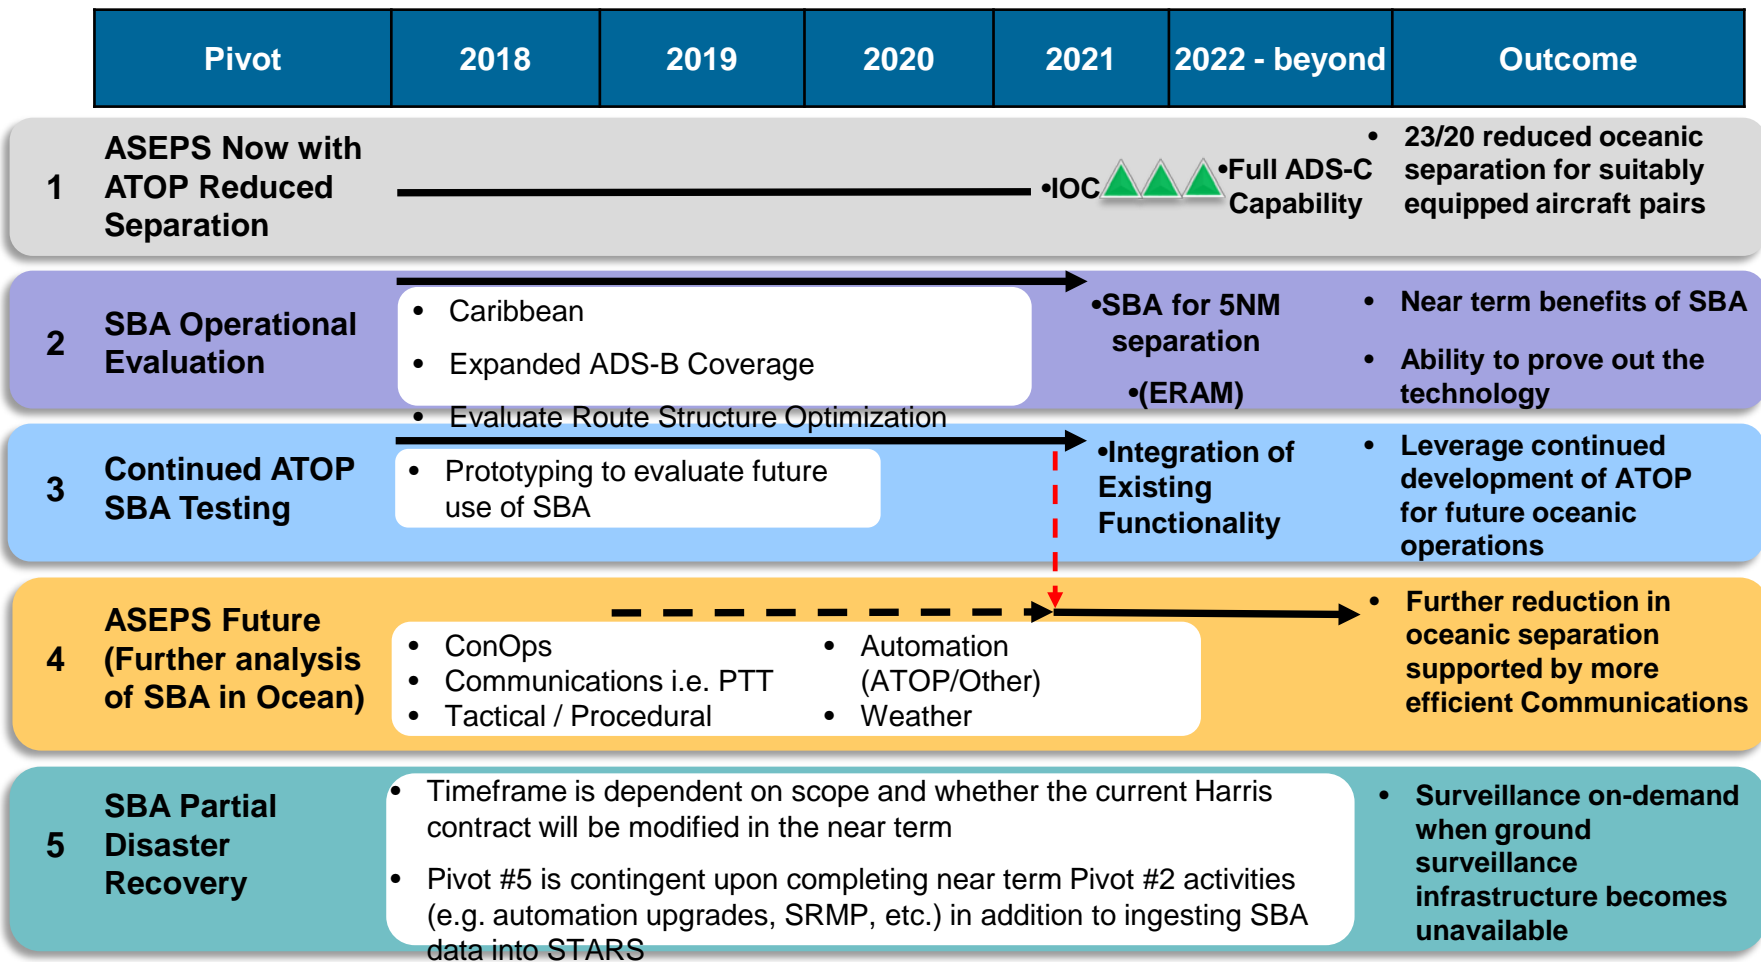 Pivot
2018
2019
2020
2021
2022 - beyond
Outcome
1
ASEPS Now with
ATOP Reduced
Separation
•IOC
•Full ADS-C
Capability
• 23/20 reduced oceanic
separation for suitably
equipped aircraft pairs
2
SBA Operational
Evaluation
• Caribbean
• Expanded ADS-B Coverage
• Evaluate Route Structure Optimization
•SBA for 5NM
separation
•(ERAM)
• Near term benefits of SBA
• Ability to prove out the
technology
3
Continued ATOP
SBA Testing
• Prototyping to evaluate future
use of SBA
•Integration of
Existing
Functionality
• Leverage continued
development of ATOP
for future oceanic
operations
4
ASEPS Future
(Further analysis
of SBA in Ocean)
• ConOps
• Communications i.e. PTT
• Tactical / Procedural
• Automation
(ATOP/Other)
• Weather
• Further reduction in
oceanic separation
supported by more
efficient Communications
5
SBA Partial
Disaster
Recovery
• Timeframe is dependent on scope and whether the current Harris
contract will be modified in the near term
• Pivot #5 is contingent upon completing near term Pivot #2 activities
(e.g. automation upgrades, SRMP, etc.) in addition to ingesting SBA
data into STARS
• Surveillance on-demand
when ground
surveillance
infrastructure becomes
unavailable